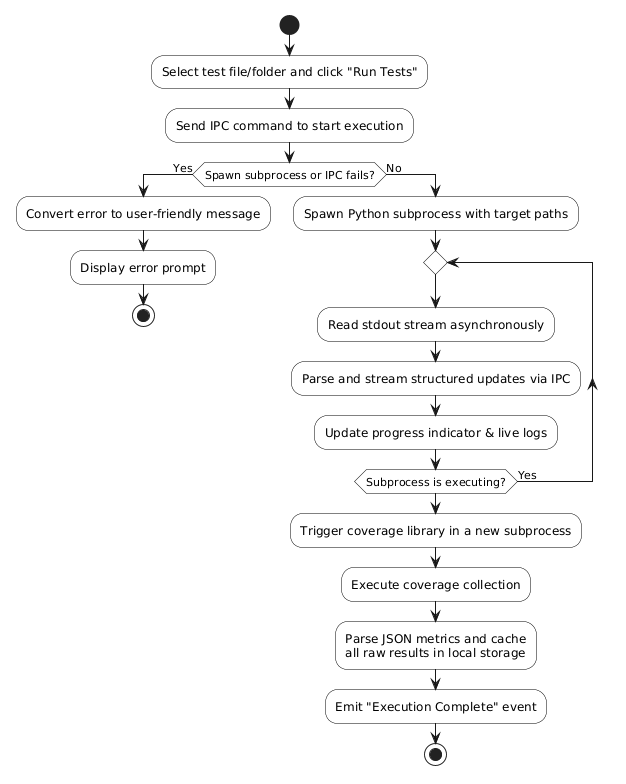 Select test file/folder and click "Run Tests"
Send IPC command to start execution
Spawn subprocess or IPC fails?
Yes
No
Convert error to user-friendly message
Display error prompt
Spawn Python subprocess with target paths
Read stdout stream asynchronously
Parse and stream structured updates via IPC
Update progress indicator & live logs
Subprocess is executing?
Yes
Trigger coverage library in a new subprocess
Execute coverage collection
Parse JSON metrics and cache
all raw results in local storage
Emit "Execution Complete" event